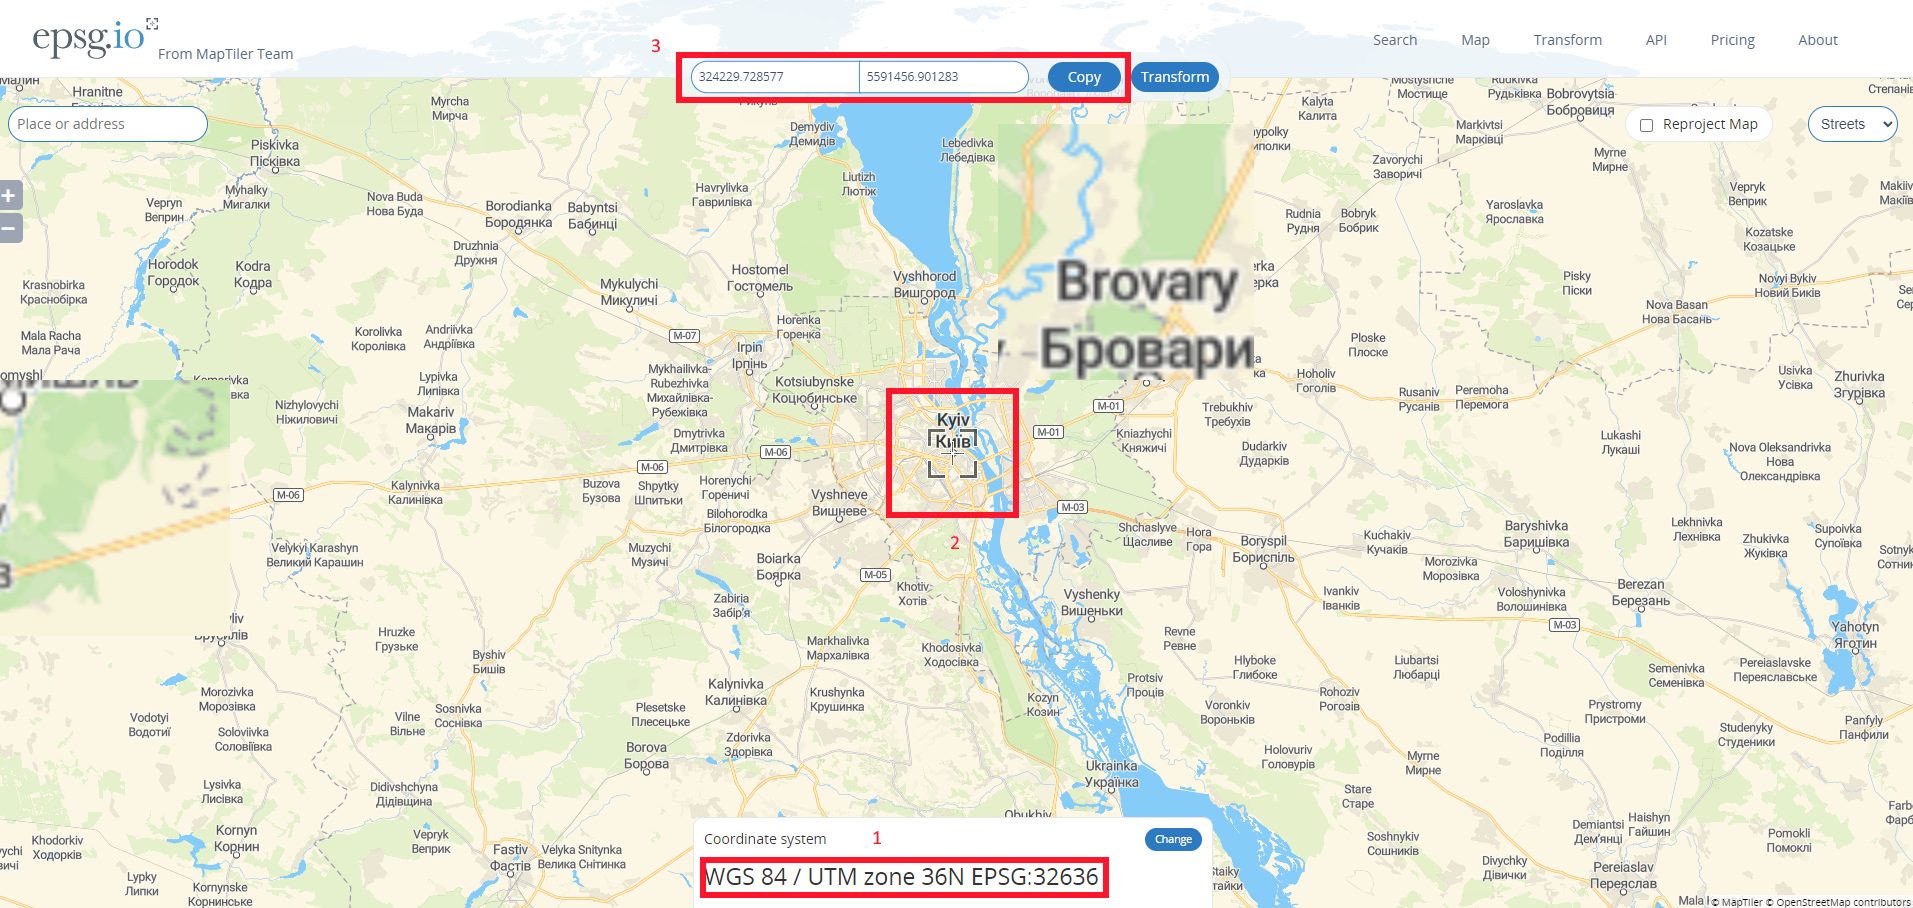 epsg.io
From MapTiler Team
Search
Map
Transform
API
Pricing
About
3
324229.728577
5591456.901283
Copy
Transform
Place or address
Reproject Map
Streets
+
−
Hranitne
Гранітне
Myrcha
Мирча
Piskivka
Пісківка
Myhalky
Мигалки
Vepryn
Веприн
Nova Buda
Нова Буда
Borodianka
Бородянка
Babyntsi
Бабинці
Druzhnia
Дружня
Havrylivka
Гаврилівка
Demydiv
Демидів
Liutizh
Лютіж
Lebedivka
Лебедівка
Kalyta
Калита
Mostyshche
Мостище
Rudkivka
Рудьківка
Bobrovytsia
Бобровиця
Markivtsi
Марківці
Zavorychi
Заворичі
Myrne
Мирне
Vepryk
Веприк
Yaroslavka
Ярославка
Rudnia
Рудня
Bobryk
Бобрик
Kozatske
Козацьке
Pisky
Піски
Novyi Bykiv
Новий Биків
Nova Basan
Нова Басань
Horodok
Городок
Kodra
Кодра
Krasnobirka
Краснобірка
Mala Racha
Мала Рача
Korolivka
Королівка
Andriivka
Андріївка
Mykulychi
Микуличі
Hostomel
Гостомель
Vyshhorod
Вишгород
Horenka
Горенка
M-07
Irpin
Ірпінь
Brovary
Бровари
Ploske
Плоске
Hoholiv
Гоголів
Rusaniv
Русанів
Peremoha
Перемога
Usivka
Усівка
Zhurivka
Згурівка
Lypivka
Липівка
Makariv
Макарів
Nizhylovychi
Ніжиловичі
Mykhailivka-
Rubezhivka
Михайлівка-
Рубежівка
Kotsiubynske
Коцюбинське
Dmytrivka
Дмитрівка
M-06
M-06
M-06
Kyiv
Київ
M-01
M-01
Kniazhychi
Княжичі
Trebukhiv
Требухів
Dudarkiv
Дударків
Lukashi
Лукаші
Nova Oleksandrivka
Нова
Олександрівка
Kalynivka
Калинівка
Buzova
Бузова
Shpytky
Шпитьки
Horenychi
Гореничі
Bilohorodka
Білогородка
Vyshneve
Вишневе
M-03
2
Shchaslyve
Щасливе
Hora
Гора
Boryspil
Бориспіль
Kuchakiv
Кучаків
Morozivka
Морозівка
Baryshivka
Баришівка
Lekhnivka
Лехнівка
Zhukivka
Жуківка
Supoivka
Супоївка
Velykyi Karashyn
Великий Карашин
Muzychi
Музичі
Boiarka
Боярка
M-05
Khotiv
Хотів
Zabiria
Забір'я
Vyshenky
Вишеньки
Ivankiv
Іванків
Voloshynivka
Волошинівка
Berezan
Березань
M-03
Yahotyn
Яготин
Hruzke
Грузьке
Byshiv
Бишів
Markhalivka
Мархалівка
Khodosivka
Ходосівка
Revne
Ревне
Hlyboke
Глибоке
Liubartsi
Любарці
Semenivka
Семенівка
Pereiaslavske
Переяславське
Morozivka
Морозівка
Kalynivka
Калинівка
Krushynka
Крушинка
Kozyn
Козин
Protsiv
Проців
Rohoziv
Рогозів
Voronkiv
Вороньків
Prystromy
Пристроми
Vodotyi
Водотиї
Vilne
Вільне
Sosnivka
Соснівка
Plesetske
Плесецьке
Soloviivka
Соловіївка
Zdorivka
Здорівка
Borova
Борова
Podillia
Поділля
Studenyky
Студеники
Panfyly
Панфили
Holovuriv
Головурів
Myrne
Мирне
Lysivka
Лисівка
Didivshchyna
Дідівщина
Ukrainka
Українка
Stare
Старе
Kornyn
Корнин
Khodorkiv
Ходорків
Vepryk
Веприк
Fastiv
Фастів
Velyka Snitynka
Велика Снітинка
Lypky
Липки
Kornynske
Корнинське
Soshnykiv
Сошників
Demiantsi
Дем'янці
Haishyn
Гайшин
Pomokli
Помоклі
Divychky
Дівички
Pereiaslav
Переяслав
Coordinate system
1
Change
WGS 84 / UTM zone 36N EPSG:32636
© MapTiler © OpenStreetMap contributors